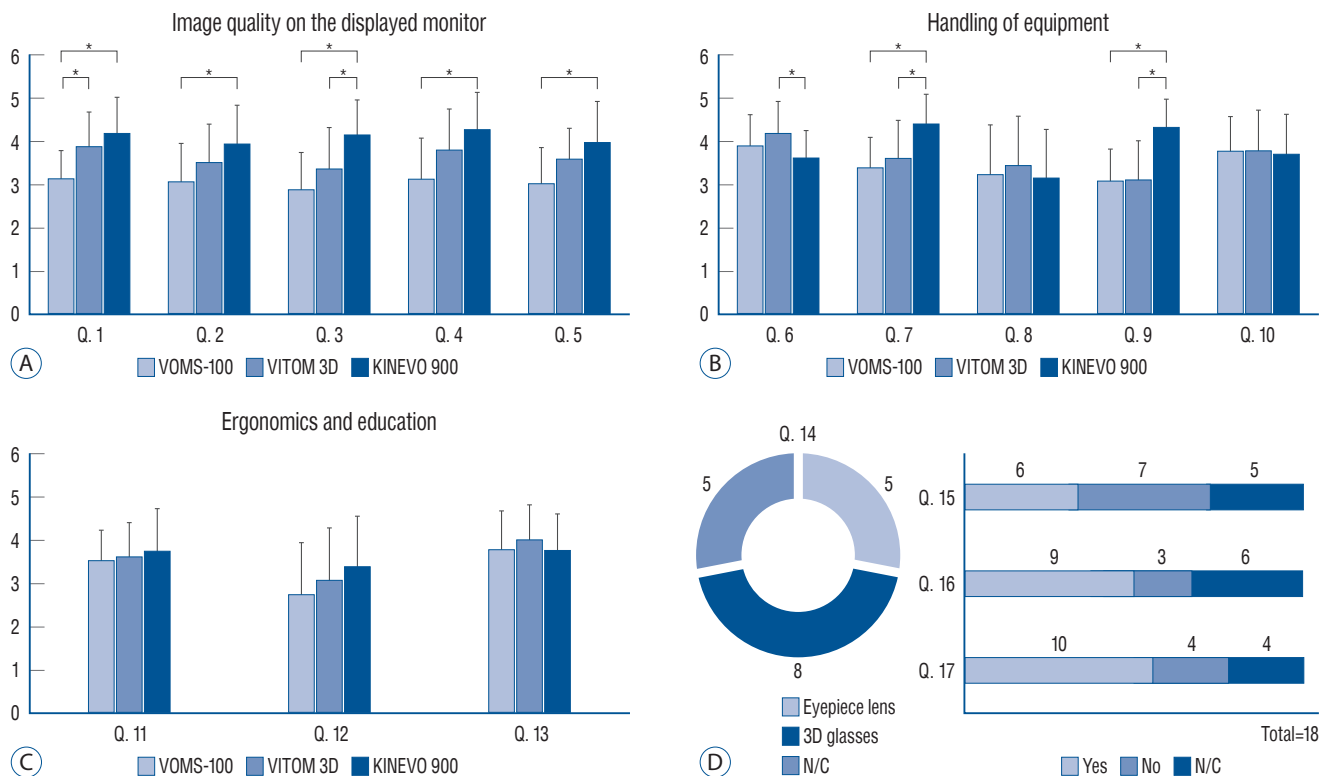 Image quality on the displayed monitor
6
5
4
3
2
1
0
* * * * * * *
Q. 1 Q. 2 Q. 3 Q. 4 Q. 5
A
VOMS-100 VITOM 3D KINEVO 900
Handling of equipment
6
5
4
3
2
1
0
* * * * *
Q. 6 Q. 7 Q. 8 Q. 9 Q. 10
B
VOMS-100 VITOM 3D KINEVO 900
Ergonomics and education
6
5
4
3
2
1
0
Q. 11 Q. 12 Q. 13
C
VOMS-100 VITOM 3D KINEVO 900
Q. 14
5 5
8
Eyepiece lens
3D glasses
N/C
D
6 7 5
Q. 15
9 3 6
Q. 16
10 4 4
Q. 17
Total=18
Yes No N/C